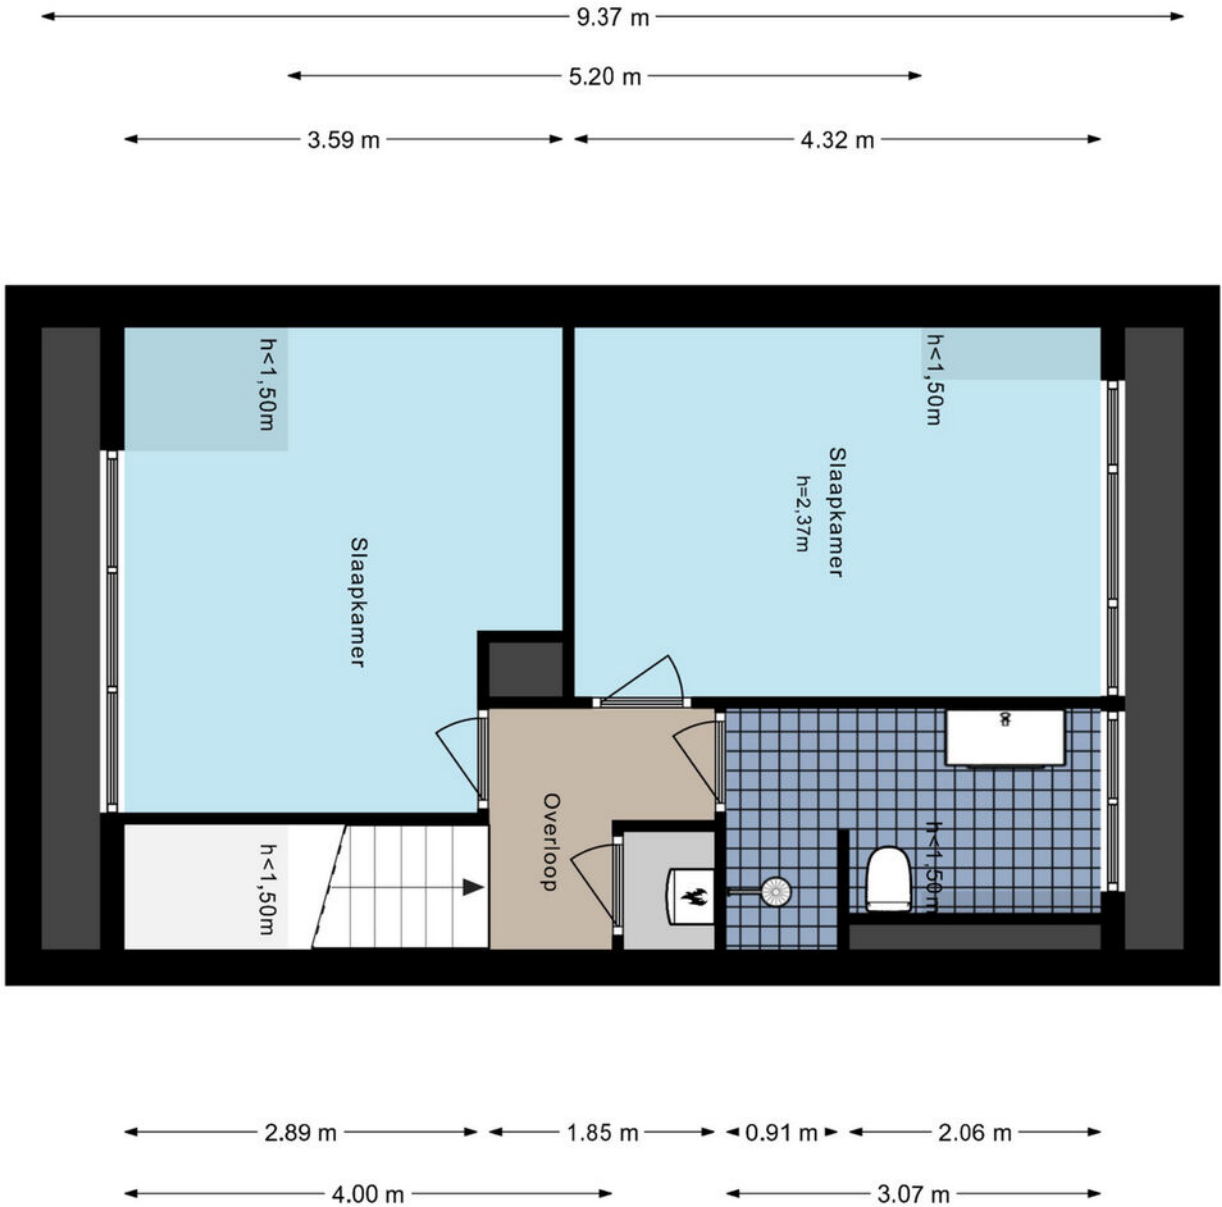 9.37 m
5.20 m
3.59 m
4.32 m
h<1,50m
h<1,50m
Slaapkamer
h=2,37m
Slaapkamer
Overloop
h<1,50m
h<1,50m
2.89 m
1.85 m
0.91 m
2.06 m
4.00 m
3.07 m